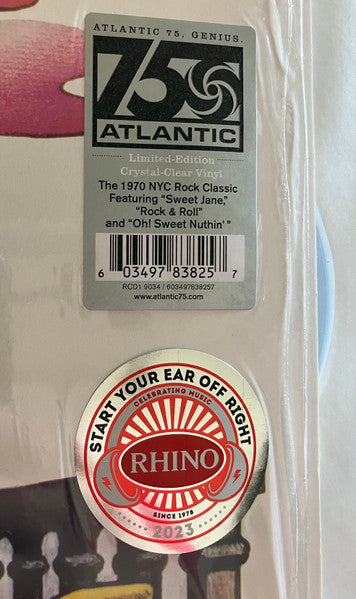 ATLANTIC 75. GENIUS.
75
ATLANTIC
Limited-Edition
Crystal-Clear Vinyl
The 1970 NYC Rock Classic
Featuring “Sweet Jane,”
“Rock & Roll”
and “Oh! Sweet Nuthin’”
6 03497 83825 7
RCD1 9034 / 603497838257
www.atlantic75.com
START YOUR EAR OFF RIGHT
CELEBRATING MUSIC
RHINO
SINCE 1978
2023